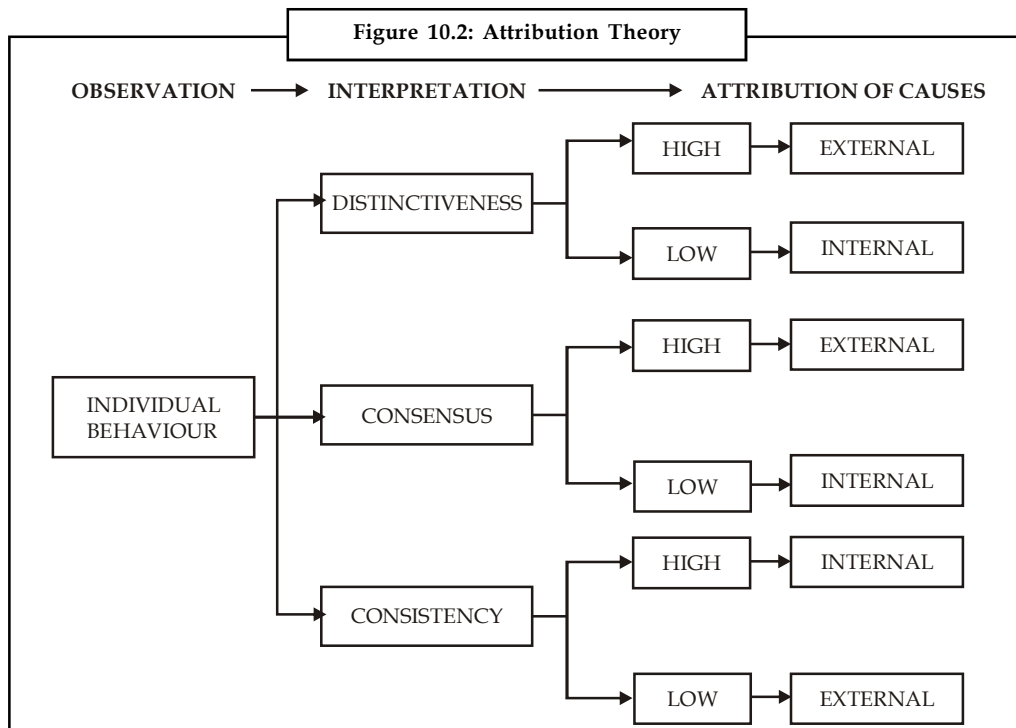 Figure 10.2: Attribution Theory
OBSERVATION INTERPRETATION ATTRIBUTION OF CAUSES
HIGH EXTERNAL
DISTINCTIVENESS
LOW INTERNAL
HIGH EXTERNAL
INDIVIDUAL
BEHAVIOUR
CONSENSUS
LOW INTERNAL
HIGH INTERNAL
CONSISTENCY
LOW EXTERNAL